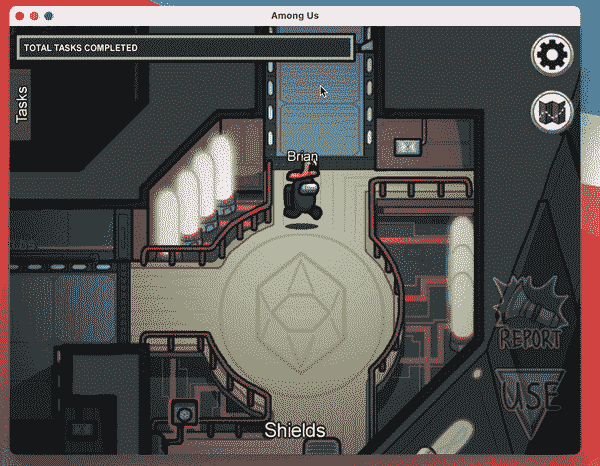 Among Us
TOTAL TASKS COMPLETED
Tasks
Brian
REPORT
USE
Shields